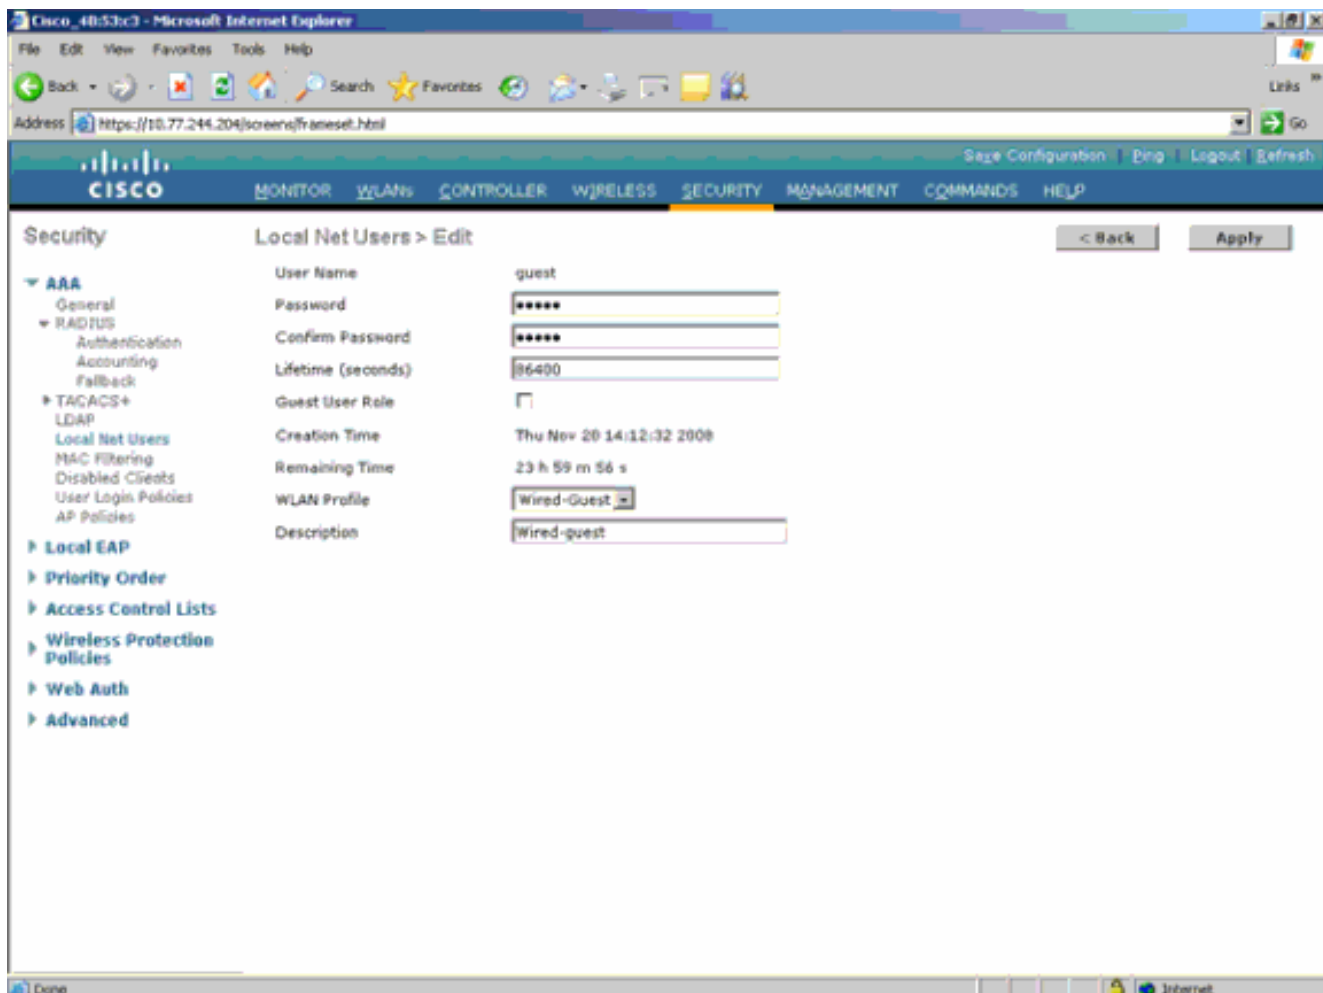 Cisco_48:53:c3 - Microsoft Internet Explorer
File Edit View Favorites Tools Help
Back Search Favorites Links
Address https://10.77.244.204/screens/frameset.html Go
Save Configuration | Ping | Logout | Refresh
CISCO MONITOR WLANs CONTROLLER WIRELESS SECURITY MANAGEMENT COMMANDS HELP
Security
Local Net Users > Edit
< Back Apply
AAA
General
RADIUS
Authentication
Accounting
Fallback
TACACS+
LDAP
Local Net Users
MAC Filtering
Disabled Clients
User Login Policies
AP Policies
Local EAP
Priority Order
Access Control Lists
Wireless Protection
Policies
Web Auth
Advanced
User Name guest
Password •••••
Confirm Password •••••
Lifetime (seconds) 86400
Guest User Role
Creation Time Thu Nov 20 14:12:32 2008
Remaining Time 23 h 59 m 56 s
WLAN Profile Wired-Guest
Description Wired-guest
Done Internet